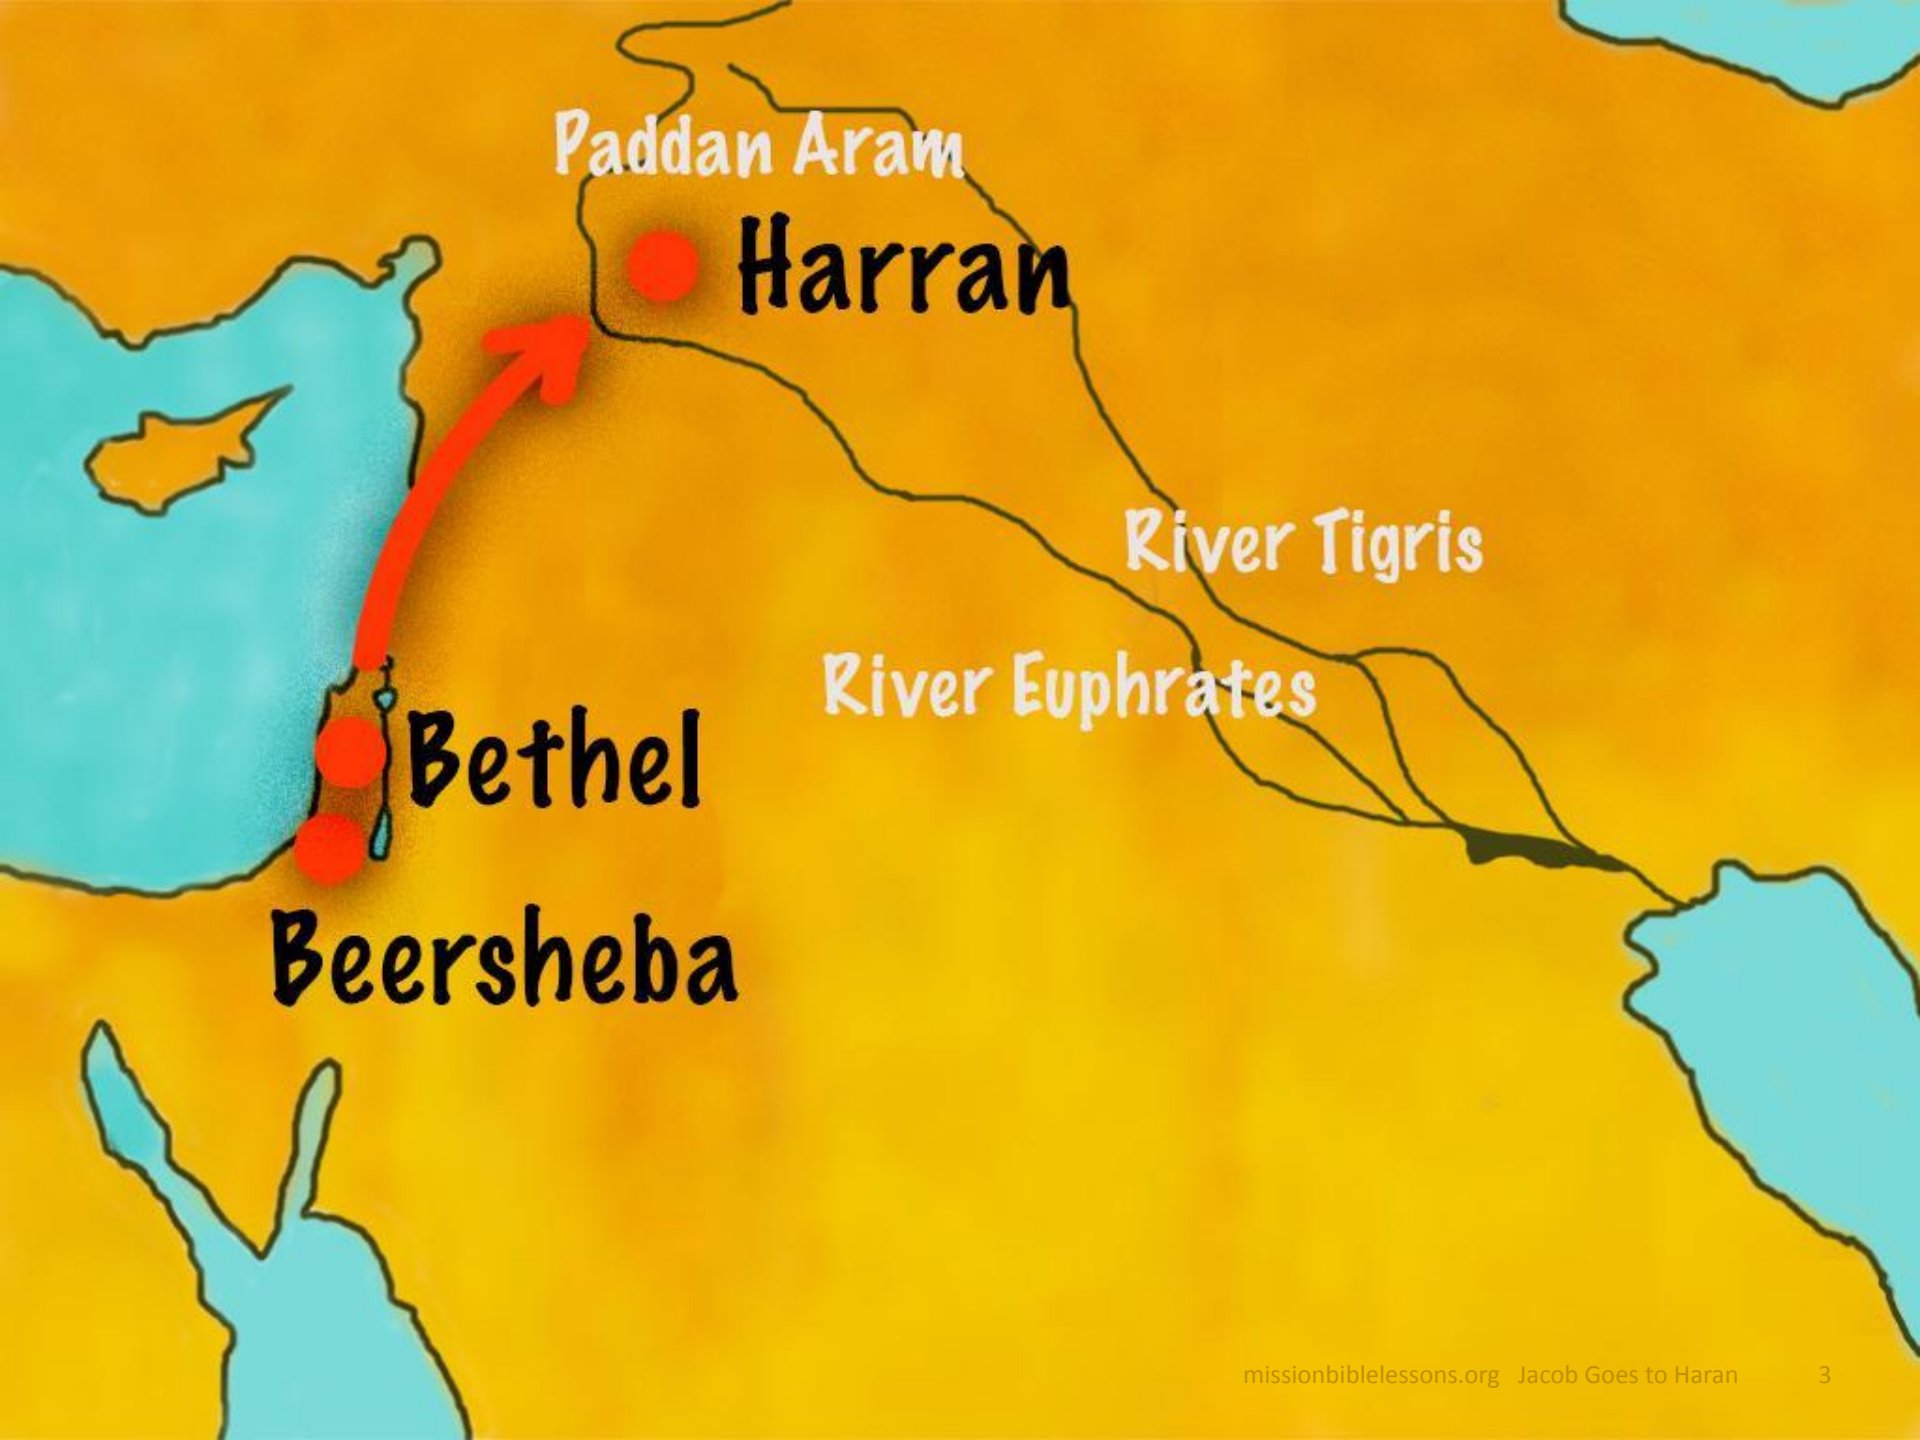 Paddan Aram
Harran
River Tigris
River Euphrates
Bethel
Beersheba
missionbiblelessons.org Jacob Goes to Haran 3